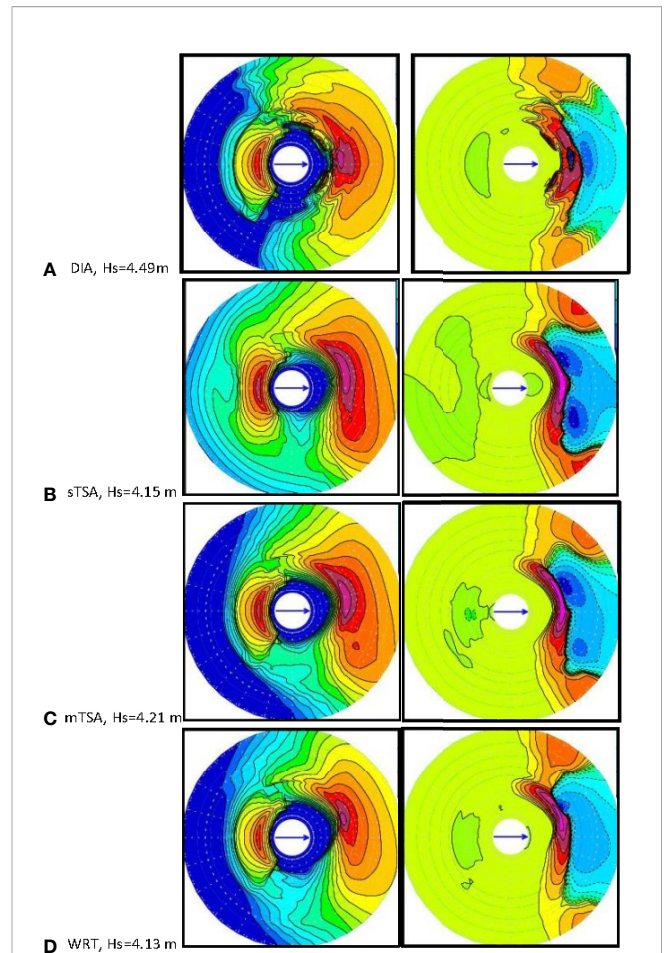 A DIA, Hs=4.49m
B sTSA, Hs=4.15 m
C mTSA, Hs=4.21 m
D WRT, Hs=4.13 m